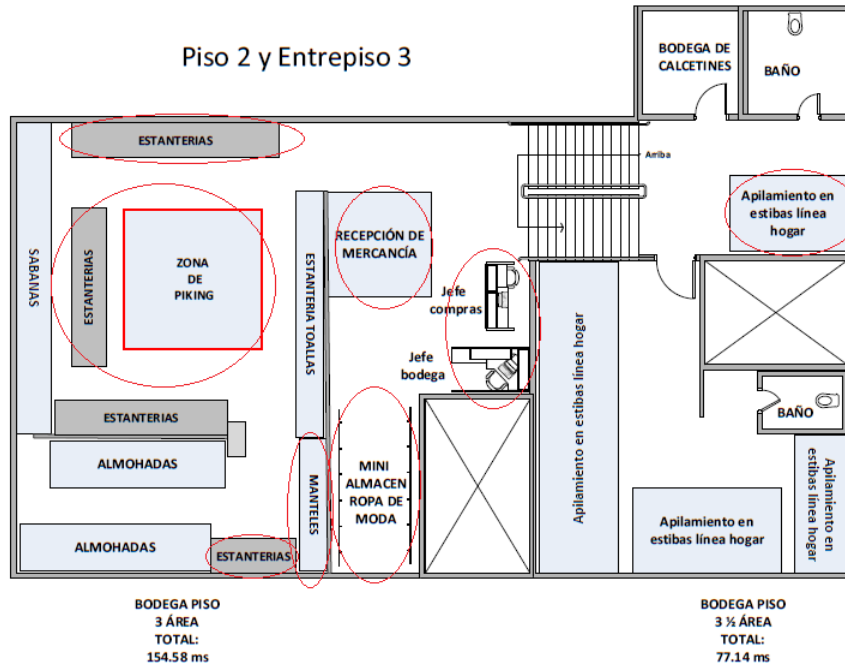 Piso 2 y Entrepiso 3
BODEGA DE
CALCETINES
BAÑO
ESTANTERIAS
Arriba
Apilamiento en
estibas línea
hogar
SABANAS
ESTANTERIAS
ZONA
DE
PIKING
ESTANTERIA TOALLAS
RECEPCIÓN DE
MERCANCÍA
Jefe
compras
Jefe
bodega
Apilamiento en estibas línea hogar
BAÑO
ESTANTERIAS
ALMOHADAS
MANTELES
MINI
ALMACEN
ROPA DE
MODA
Apilamiento en
estibas línea hogar
Apilamiento en
estibas línea hogar
ALMOHADAS
ESTANTERIAS
BODEGA PISO
3 ÁREA
TOTAL:
154.58 ms
BODEGA PISO
3 ½ ÁREA
TOTAL:
77.14 ms